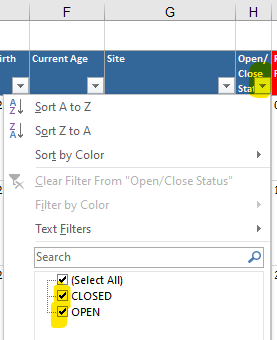 F G H
irth Current Age Site Open/
Close
Status
Sort A to Z
Sort Z to A
Sort by Color
Clear Filter From "Open/Close Status"
Filter by Color
Text Filters
Search
(Select All)
CLOSED
OPEN